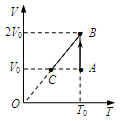 V
2V₀ B
V₀ C A
O T₀ T